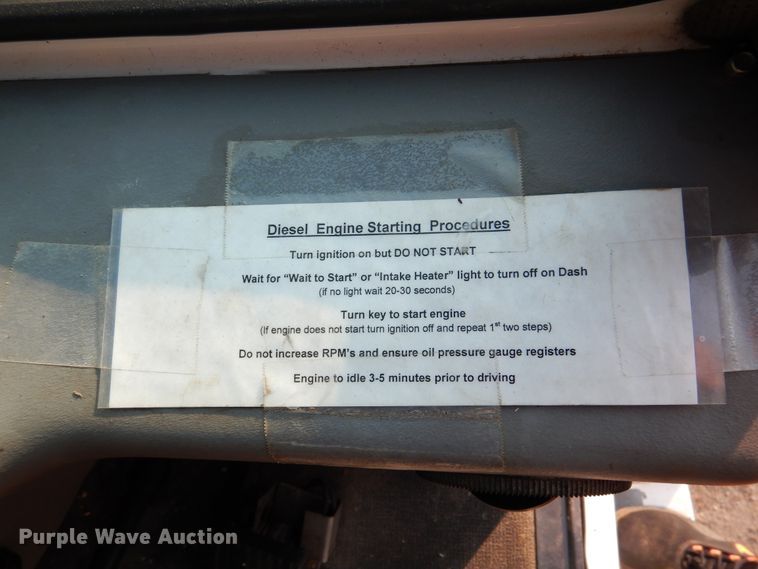 Diesel Engine Starting Procedures
Turn ignition on but DO NOT START
Wait for “Wait to Start” or “Intake Heater” light to turn off on Dash
(if no light wait 20-30 seconds)
Turn key to start engine
(If engine does not start turn ignition off and repeat 1st two steps)
Do not increase RPM's and ensure oil pressure gauge registers
Engine to idle 3-5 minutes prior to driving
Purple Wave Auction